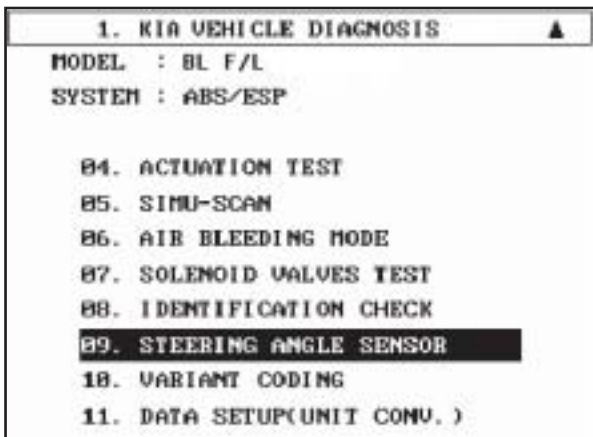 1. KIA VEHICLE DIAGNOSIS ▲
MODEL : BL F/L
SYSTEM : ABS/ESP
04. ACTUATION TEST
05. SIMU-SCAN
06. AIR BLEEDING MODE
07. SOLENOID VALVES TEST
08. IDENTIFICATION CHECK
09. STEERING ANGLE SENSOR
10. VARIANT CODING
11. DATA SETUP(UNIT CONV.)